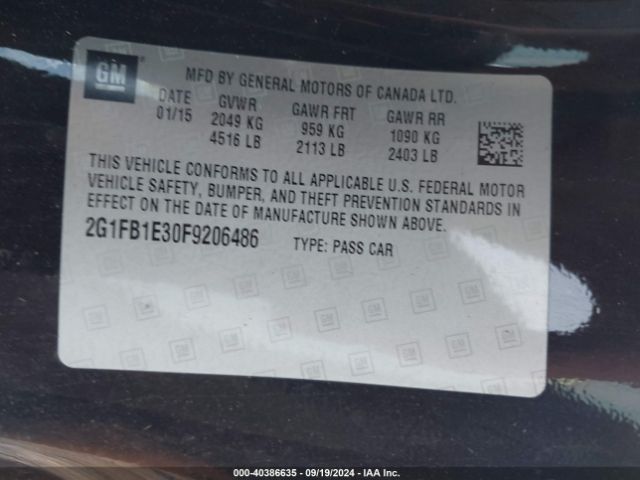 GM
MFD BY GENERAL MOTORS OF CANADA LTD.
DATE GVWR GAWR FRT GAWR RR
01/15 2049 KG 959 KG 1090 KG
4516 LB 2113 LB 2403 LB
THIS VEHICLE CONFORMS TO ALL APPLICABLE U.S. FEDERAL MOTOR
VEHICLE SAFETY, BUMPER, AND THEFT PREVENTION STANDARDS IN
EFFECT ON THE DATE OF MANUFACTURE SHOWN ABOVE.
2G1FB1E30F9206486 TYPE: PASS CAR
000-40386635 - 09/19/2024 - IAA Inc.